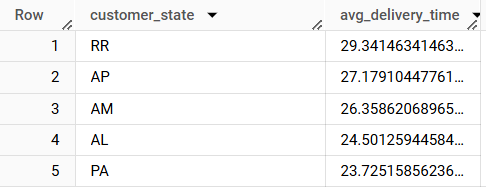 Row customer_state avg_delivery_time
1 RR 29.34146341463...
2 AP 27.17910447761...
3 AM 26.35862068965...
4 AL 24.50125944584...
5 PA 23.72515856236...